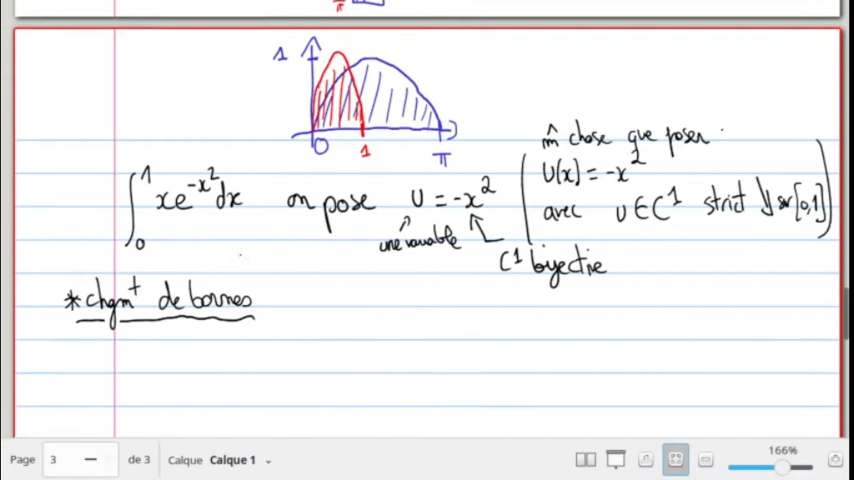 1
0
1
π
m̂ chose que poser
∫₀¹ xe^{-x²}dx on pose U = -x² ( U(x) = -x²
avec u ∈ C¹ strict ↘ sur [0,1] )
une variable
C¹ bijective
*chgm^t de bornes
Page 3 de 3 Calque Calque 1 166%